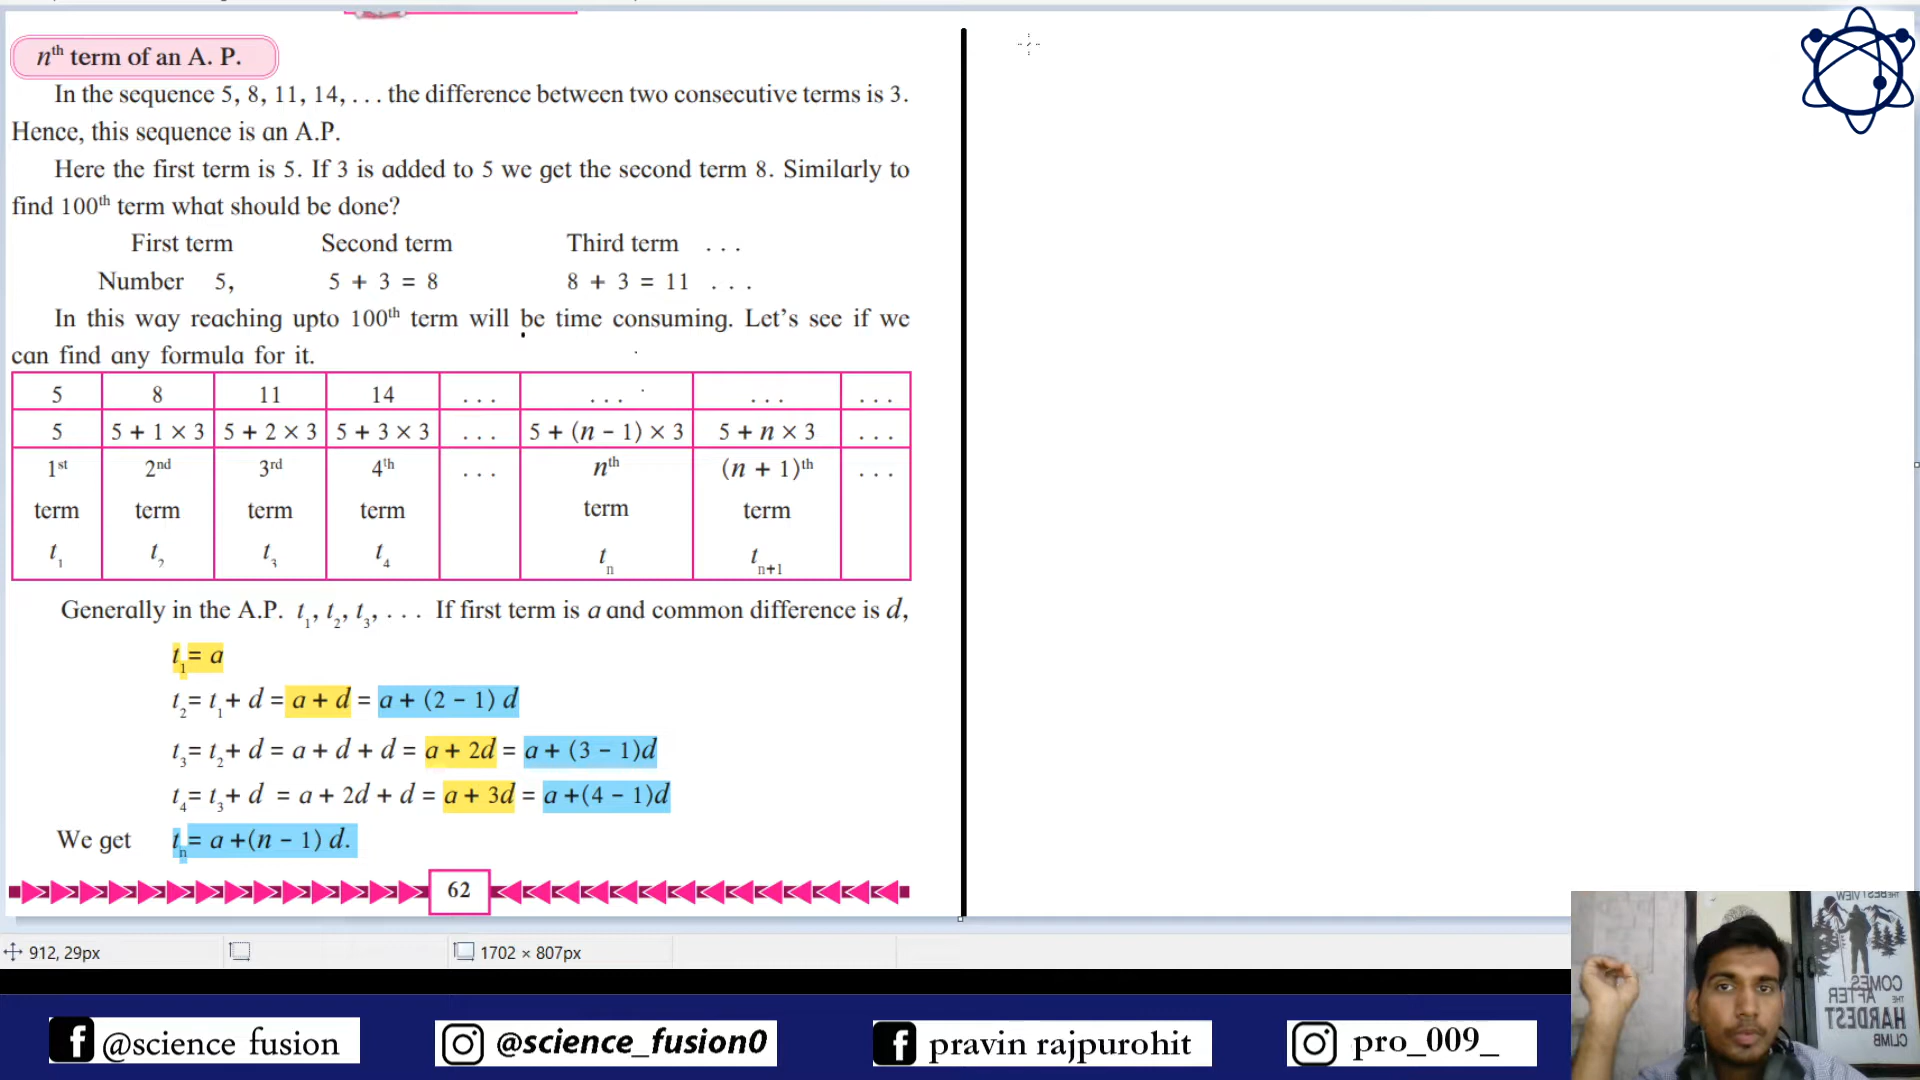 nth term of an A. P.
In the sequence 5, 8, 11, 14, . . . the difference between two consecutive terms is 3.
Hence, this sequence is an A.P.
Here the first term is 5. If 3 is added to 5 we get the second term 8. Similarly to
find 100th term what should be done?
First term Second term Third term . . .
Number 5, 5 + 3 = 8 8 + 3 = 11 . . .
In this way reaching upto 100th term will be time consuming. Let's see if we
can find any formula for it.
5 8 11 14 . . . . . . . . . . . .
5 5 + 1 × 3 5 + 2 × 3 5 + 3 × 3 . . . 5 + (n − 1) × 3 5 + n × 3 . . .
1st 2nd 3rd 4th . . . nth (n + 1)th . . .
term term term term term term
t1 t2 t3 t4 tn tn+1
Generally in the A.P. t1, t2, t3, . . . If first term is a and common difference is d,
t1= a
t2= t1+ d = a + d = a + (2 − 1) d
t3= t2+ d = a + d + d = a + 2d = a + (3 − 1)d
t4= t3+ d = a + 2d + d = a + 3d = a +(4 − 1)d
We get tn= a +(n − 1) d.
62
912, 29px 1702 × 807px
COMES
AFTER
THE
HARDEST
CLIMB
@science fusion @science_fusion0 pravin rajpurohit pro_009_